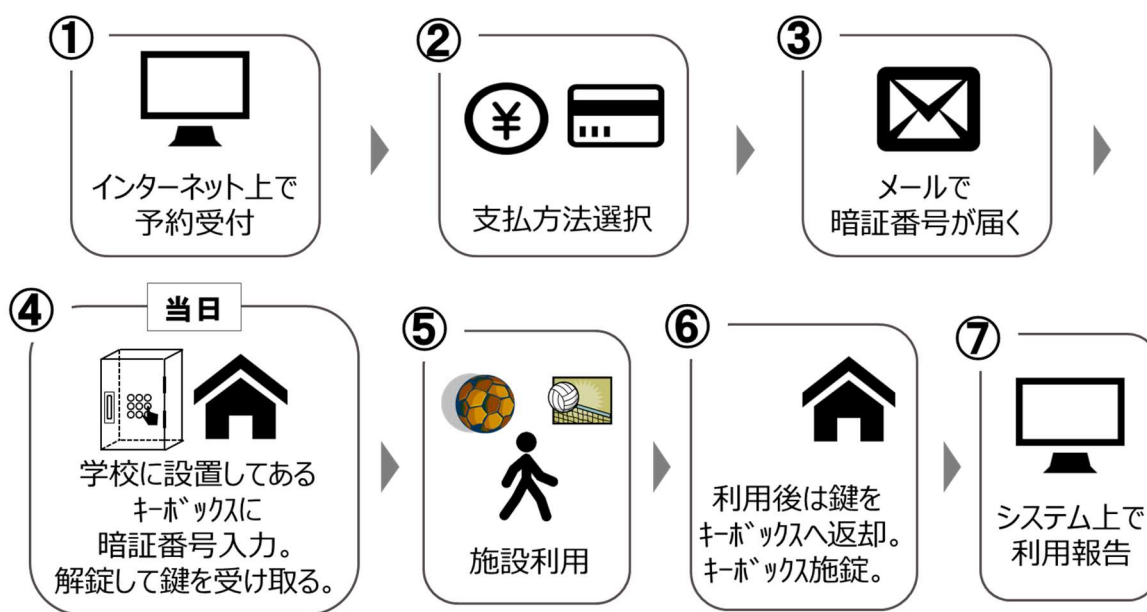 ①
インターネット上で
予約受付
②
¥
支払方法選択
③
メールで
暗証番号が届く
④
当日
学校に設置してある
ｷｰﾎﾞｯｸｽに
暗証番号入力。
解錠して鍵を受け取る。
⑤
施設利用
⑥
利用後は鍵を
ｷｰﾎﾞｯｸｽへ返却。
ｷｰﾎﾞｯｸｽ施錠。
⑦
システム上で
利用報告